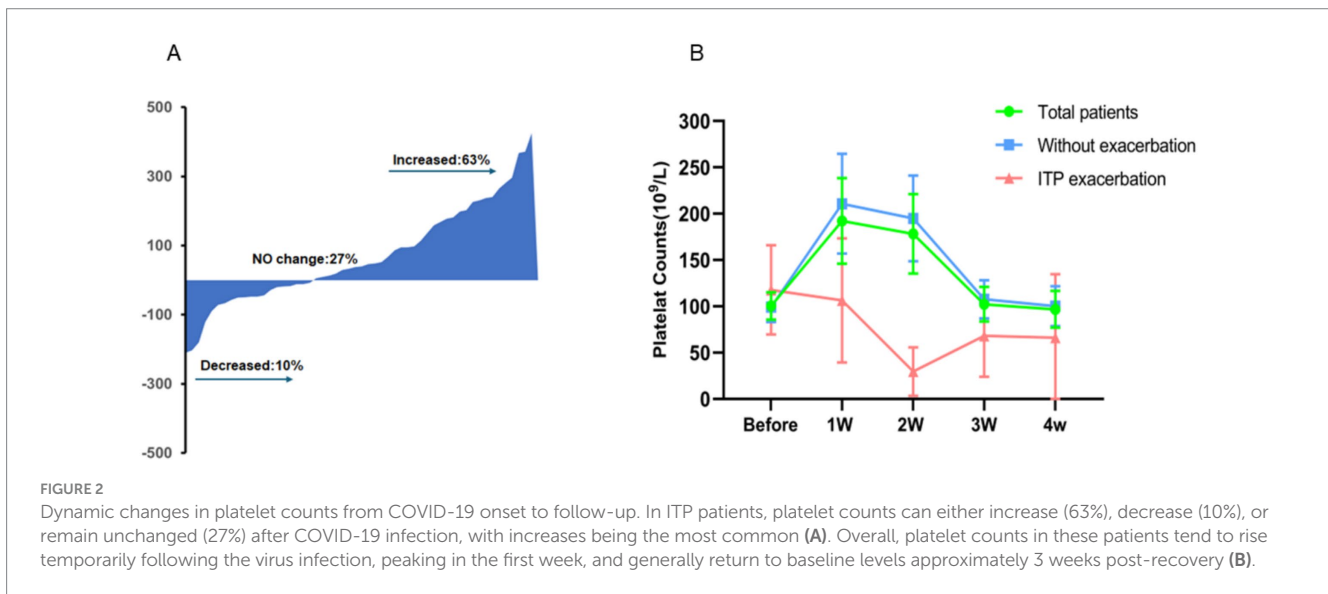 A
500
300
100
-100
-300
-500
Increased:63%
NO change:27%
Decreased:10%
B
Total patients
Without exacerbation
ITP exacerbation
Platelat Counts(10⁹/L)
300
250
200
150
100
50
0
Before 1W 2W 3W 4w
FIGURE 2
Dynamic changes in platelet counts from COVID-19 onset to follow-up. In ITP patients, platelet counts can either increase (63%), decrease (10%), or
remain unchanged (27%) after COVID-19 infection, with increases being the most common (A). Overall, platelet counts in these patients tend to rise
temporarily following the virus infection, peaking in the first week, and generally return to baseline levels approximately 3 weeks post-recovery (B).